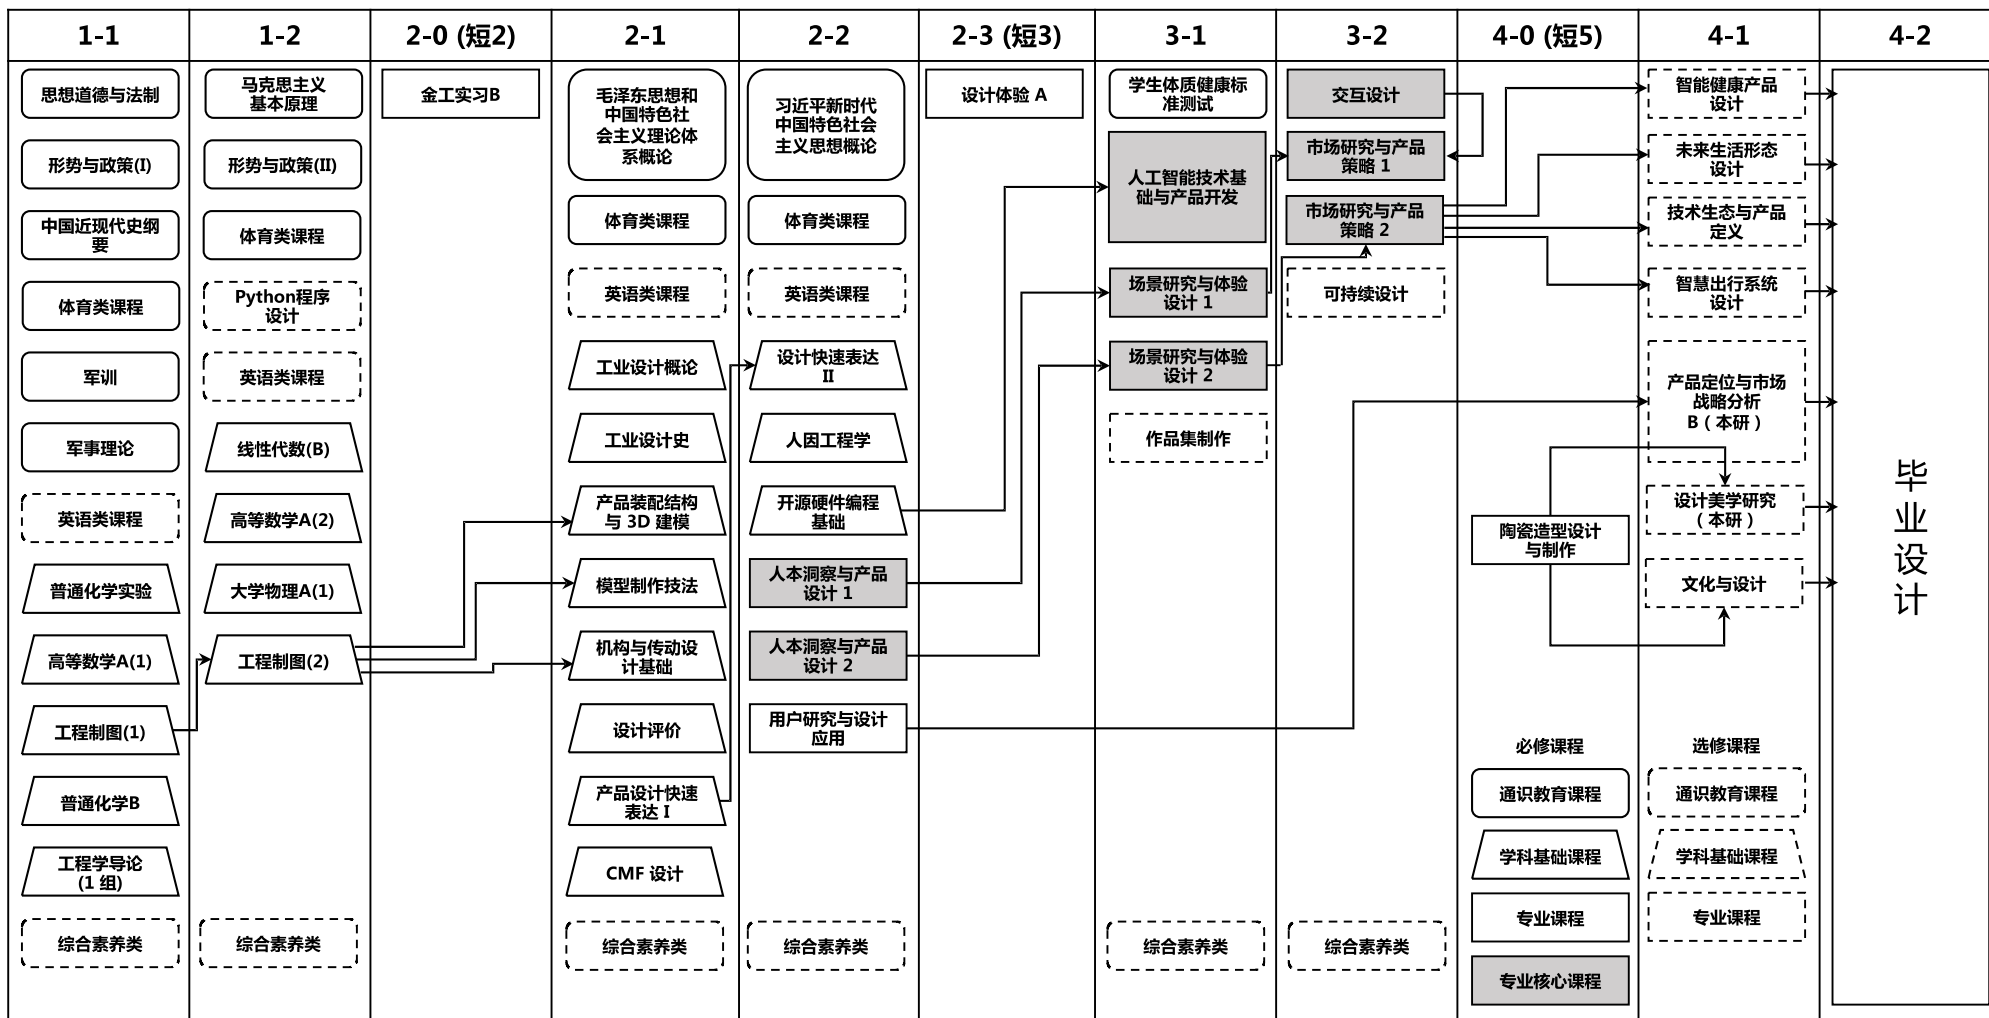 1-1
1-2
2-0 (短2)
2-1
2-2
2-3 (短3)
3-1
3-2
4-0 (短5)
4-1
4-2
思想道德与法制
形势与政策(I)
中国近现代史纲
要
体育类课程
军训
军事理论
英语类课程
普通化学实验
高等数学A(1)
工程制图(1)
普通化学B
工程学导论
(1 组)
综合素养类
马克思主义
基本原理
形势与政策(II)
体育类课程
Python程序
设计
英语类课程
线性代数(B)
高等数学A(2)
大学物理A(1)
工程制图(2)
综合素养类
金工实习B
毛泽东思想和
中国特色社
会主义理论体
系概论
体育类课程
英语类课程
工业设计概论
工业设计史
产品装配结构
与 3D 建模
模型制作技法
机构与传动设
计基础
设计评价
产品设计快速
表达 I
CMF 设计
综合素养类
习近平新时代
中国特色社会
主义思想概论
体育类课程
英语类课程
设计快速表达
II
人因工程学
开源硬件编程
基础
人本洞察与产品
设计 1
人本洞察与产品
设计 2
用户研究与设计
应用
综合素养类
设计体验 A
学生体质健康标
准测试
人工智能技术基
础与产品开发
场景研究与体验
设计 1
场景研究与体验
设计 2
作品集制作
综合素养类
交互设计
市场研究与产品
策略 1
市场研究与产品
策略 2
可持续设计
综合素养类
陶瓷造型设计
与制作
必修课程
通识教育课程
学科基础课程
专业课程
专业核心课程
智能健康产品
设计
未来生活形态
设计
技术生态与产品
定义
智慧出行系统
设计
产品定位与市场
战略分析
B（本研）
设计美学研究
（本研）
文化与设计
选修课程
通识教育课程
学科基础课程
专业课程
毕
业
设
计